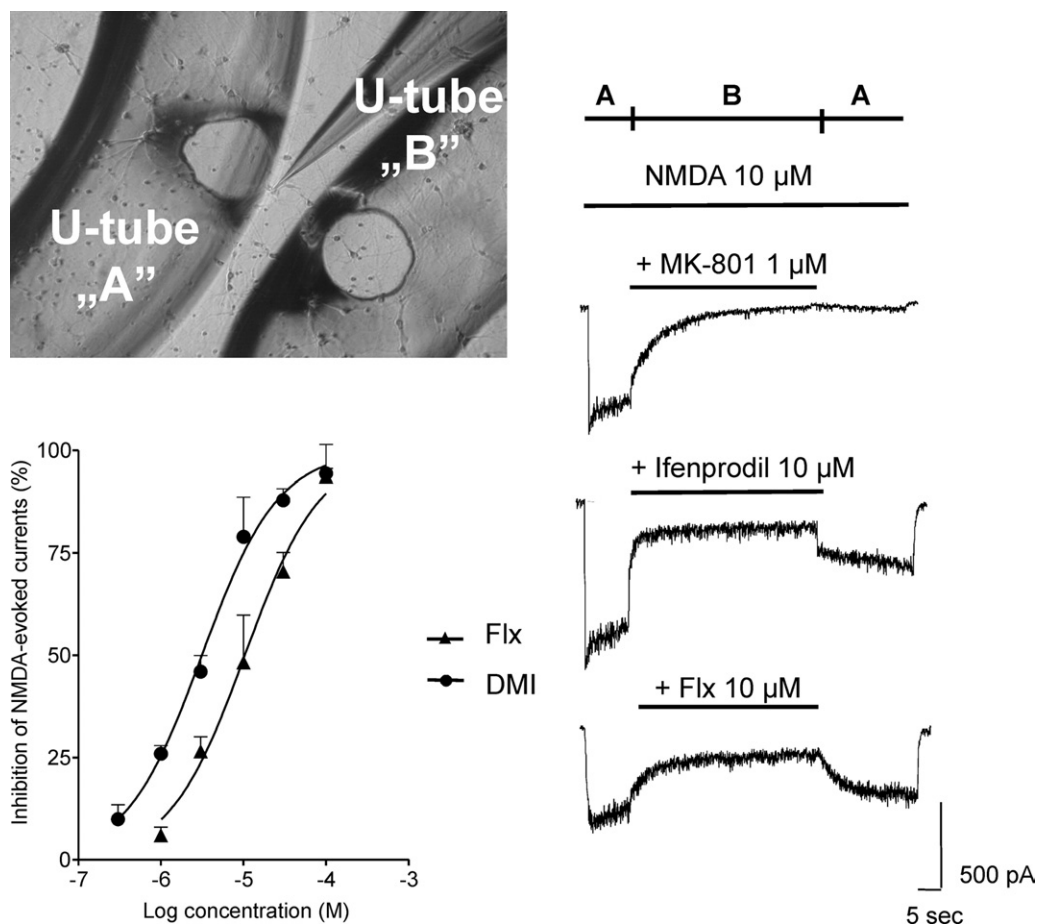 U-tube
„A”
U-tube
„B”
A B A
NMDA 10 µM
+ MK-801 1 µM
+ Ifenprodil 10 µM
+ Flx 10 µM
500 pA
5 sec
Inhibition of NMDA-evoked currents (%)
100
75
50
25
0
-7 -6 -5 -4 -3
Log concentration (M)
Flx
DMI